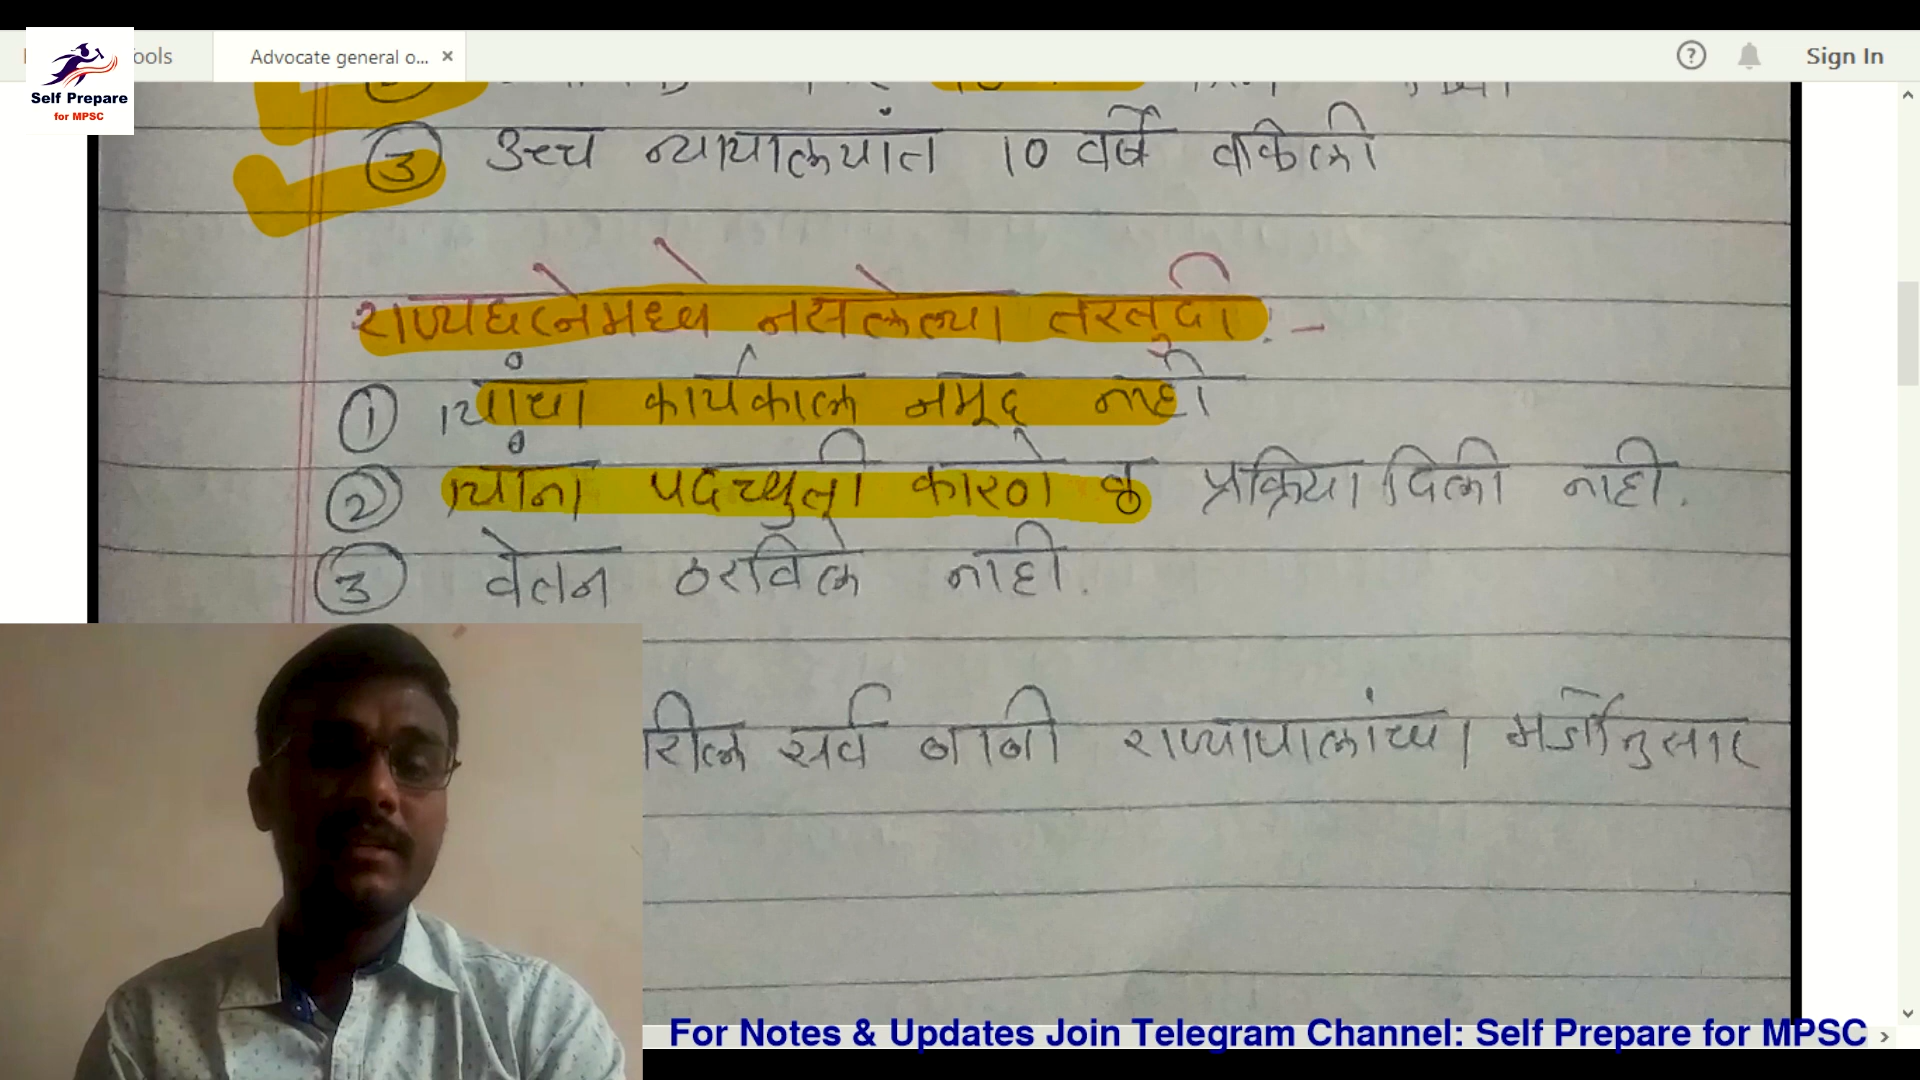 ools
Advocate general o... ×
? Sign In
Self Prepare
for MPSC
③ उच्च न्यायालयांत 10 वर्षे वकिली
राज्यघटनेमध्ये नसलेल्या तरतूदी :-
① त्यांचा कार्यकाल नमूद नाही
② त्यांना पदच्युती कारणे व प्रक्रिया दिली नाही.
③ वेतन ठरविले नाही.
सर्व बाबी राज्यापालांच्या मर्जीनुसार
For Notes & Updates Join Telegram Channel: Self Prepare for MPSC